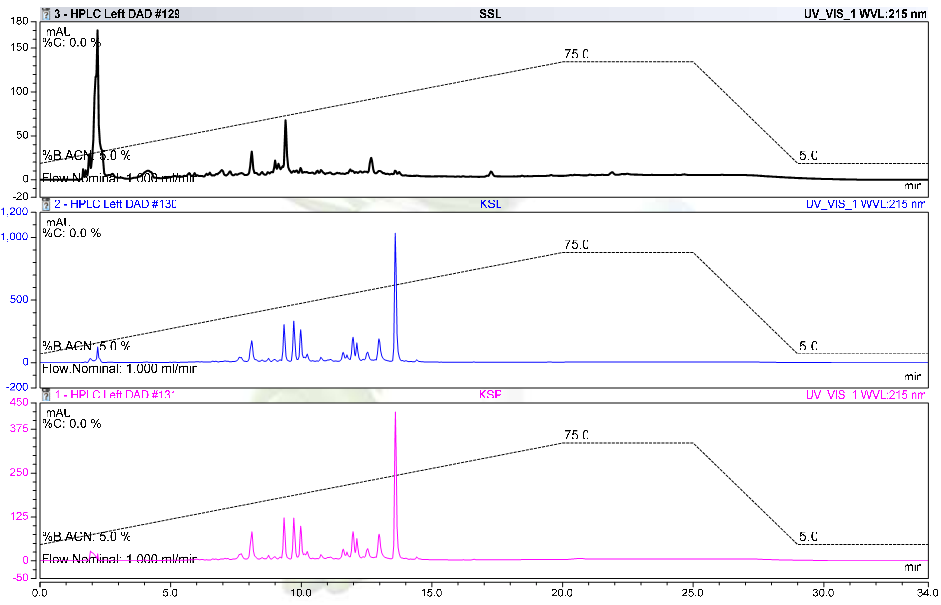 3 - HPLC Left DAD #129 SSL UV_VIS_1 WVL:215 nm
180
mAU
%C: 0.0 %
150
75.0
100
50
%B.ACN: 5.0 %
5.0
0
Flow.Nominal: 1.000 ml/min
-20
min
2 - HPLC Left DAD #130 KSL UV_VIS_1 WVL:215 nm
1,200
mAU
%C: 0.0 %
1,000
75.0
500
%B.ACN: 5.0 %
5.0
0
Flow.Nominal: 1.000 ml/min
-200
min
1 - HPLC Left DAD #131 UV_VIS_1 WVL:215 nm
450
mAU
%C: 0.0 %
375
75.0
250
125
%B.ACN: 5.0 %
5.0
0
Flow.Nominal: 1.000 ml/min
-50
min
0.0 5.0 10.0 15.0 20.0 25.0 30.0 34.0